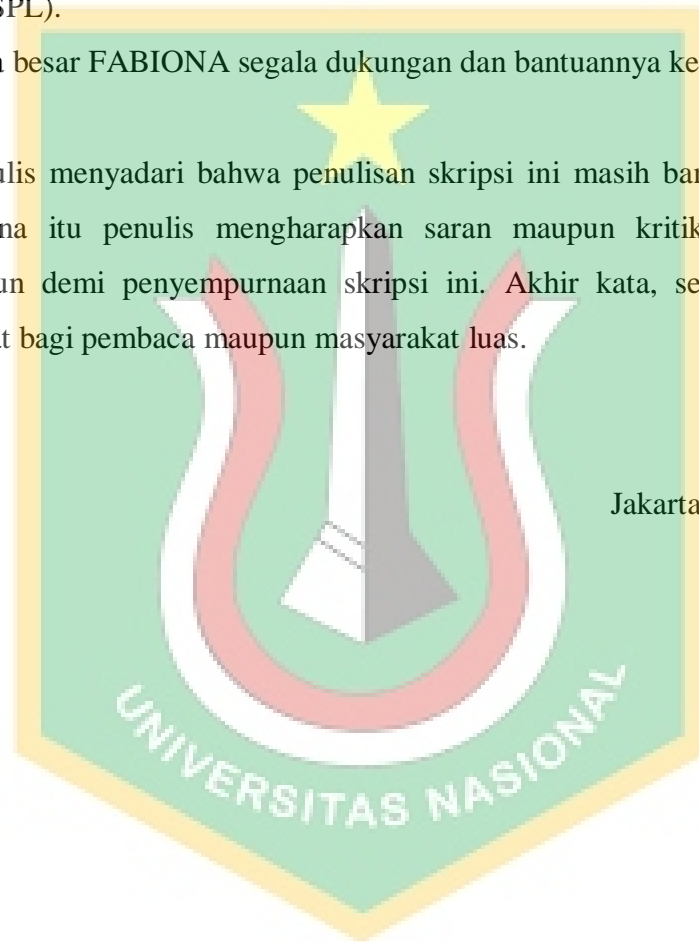 SPL).
besar FABIONA segala dukungan dan bantuannya ke
ulis menyadari bahwa penulisan skripsi ini masih ban
na itu penulis mengharapkan saran maupun kritik
un demi penyempurnaan skripsi ini. Akhir kata, se
at bagi pembaca maupun masyarakat luas.
Jakarta
UNIVERSITAS NASIONAL